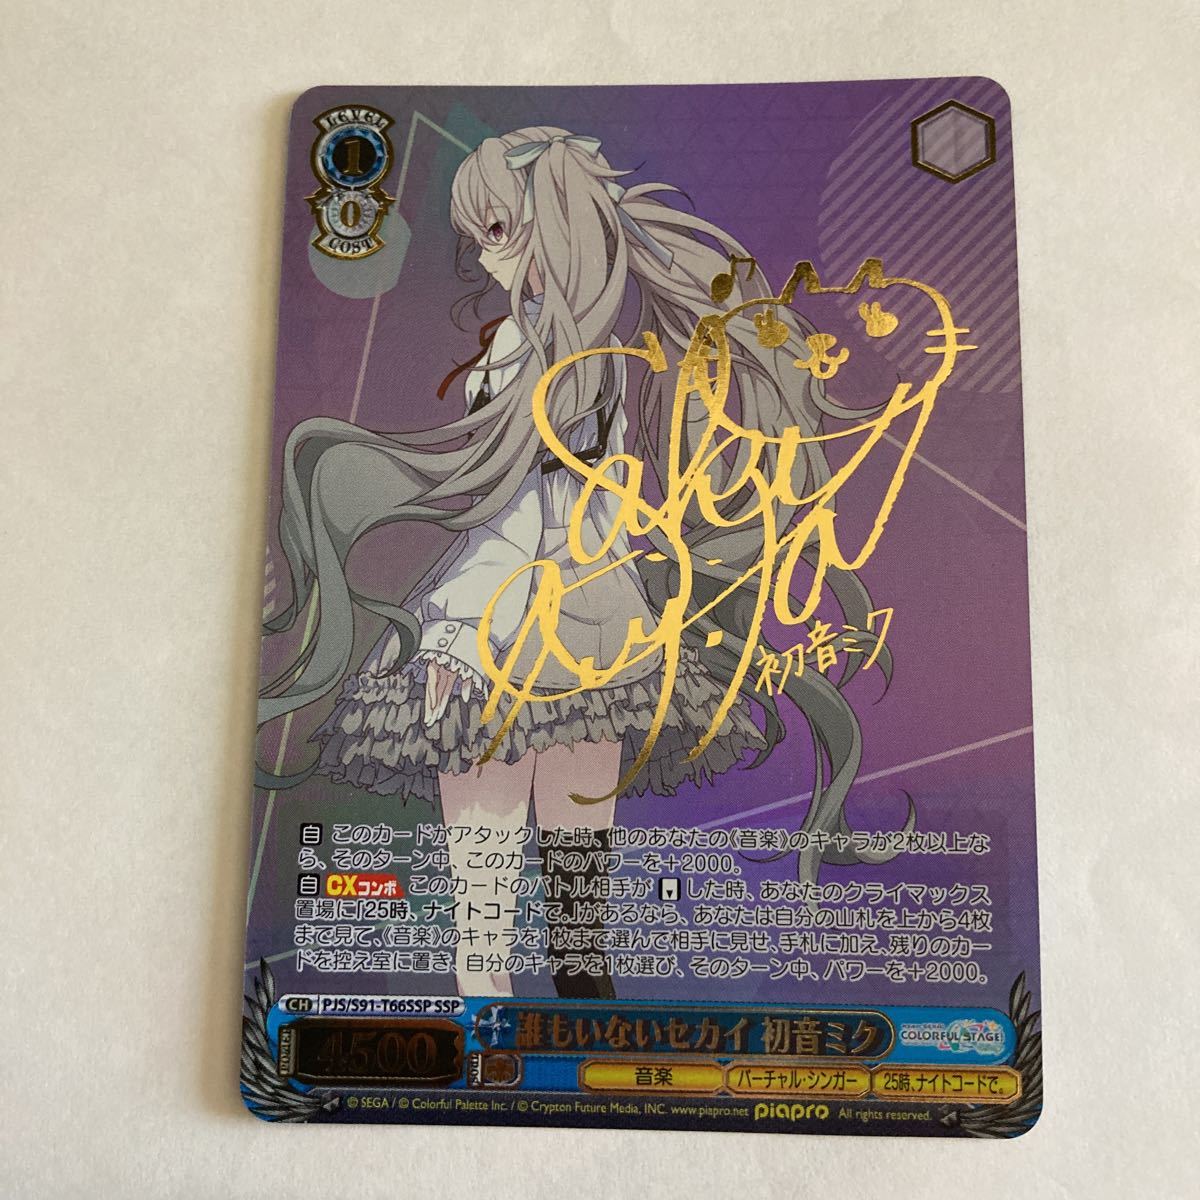 LEVEL
1
0
COST
Saki
Fujita
初音ミク
自 このカードがアタックした時、他のあなたの《音楽》のキャラが2枚以上な
ら、そのターン中、このカードのパワーを+2000。
自 CXコンボ このカードのバトル相手が した時、あなたのクライマックス
置場に「25時、ナイトコードで。」があるなら、あなたは自分の山札を上から4枚
まで見て、《音楽》のキャラを1枚まで選んで相手に見せ、手札に加え、残りのカー
ドを控え室に置き、自分のキャラを1枚選び、そのターン中、パワーを+2000。
CH PJS/S91-T66SSP SSP
POWER 4500 SOUL
誰もいないセカイ 初音ミク
COLORFUL STAGE!
音楽 バーチャル・シンガー 25時、ナイトコードで。
© SEGA / © Colorful Palette Inc. / © Crypton Future Media, INC. www.piapro.net piapro All rights reserved.